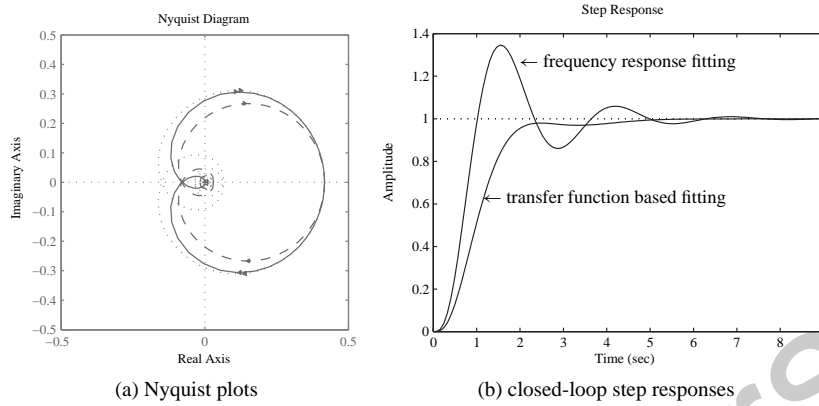 Nyquist Diagram
0.5
0.4
0.3
0.2
0.1
0
−0.1
−0.2
−0.3
−0.4
−0.5
Imaginary Axis
−0.5
0
0.5
Real Axis
(a) Nyquist plots
Step Response
1.4
1.2
1
0.8
0.6
0.4
0.2
0
Amplitude
← frequency response fitting
← transfer function based fitting
0 1 2 3 4 5 6 7 8
Time (sec)
(b) closed-loop step responses